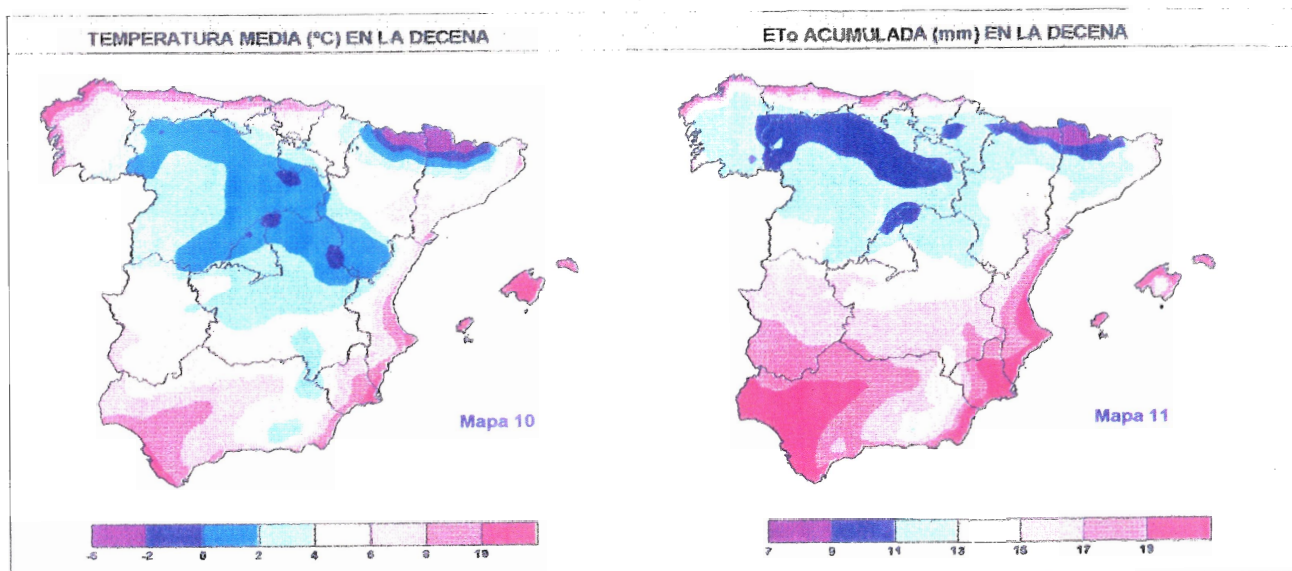 TEMPERATURA MEDIA (ºC) EN LA DECENA
ETo ACUMULADA (mm) EN LA DECENA
Mapa 10
Mapa 11
-5 -2 0 2 4 6 8 10
7 9 11 13 15 17 19